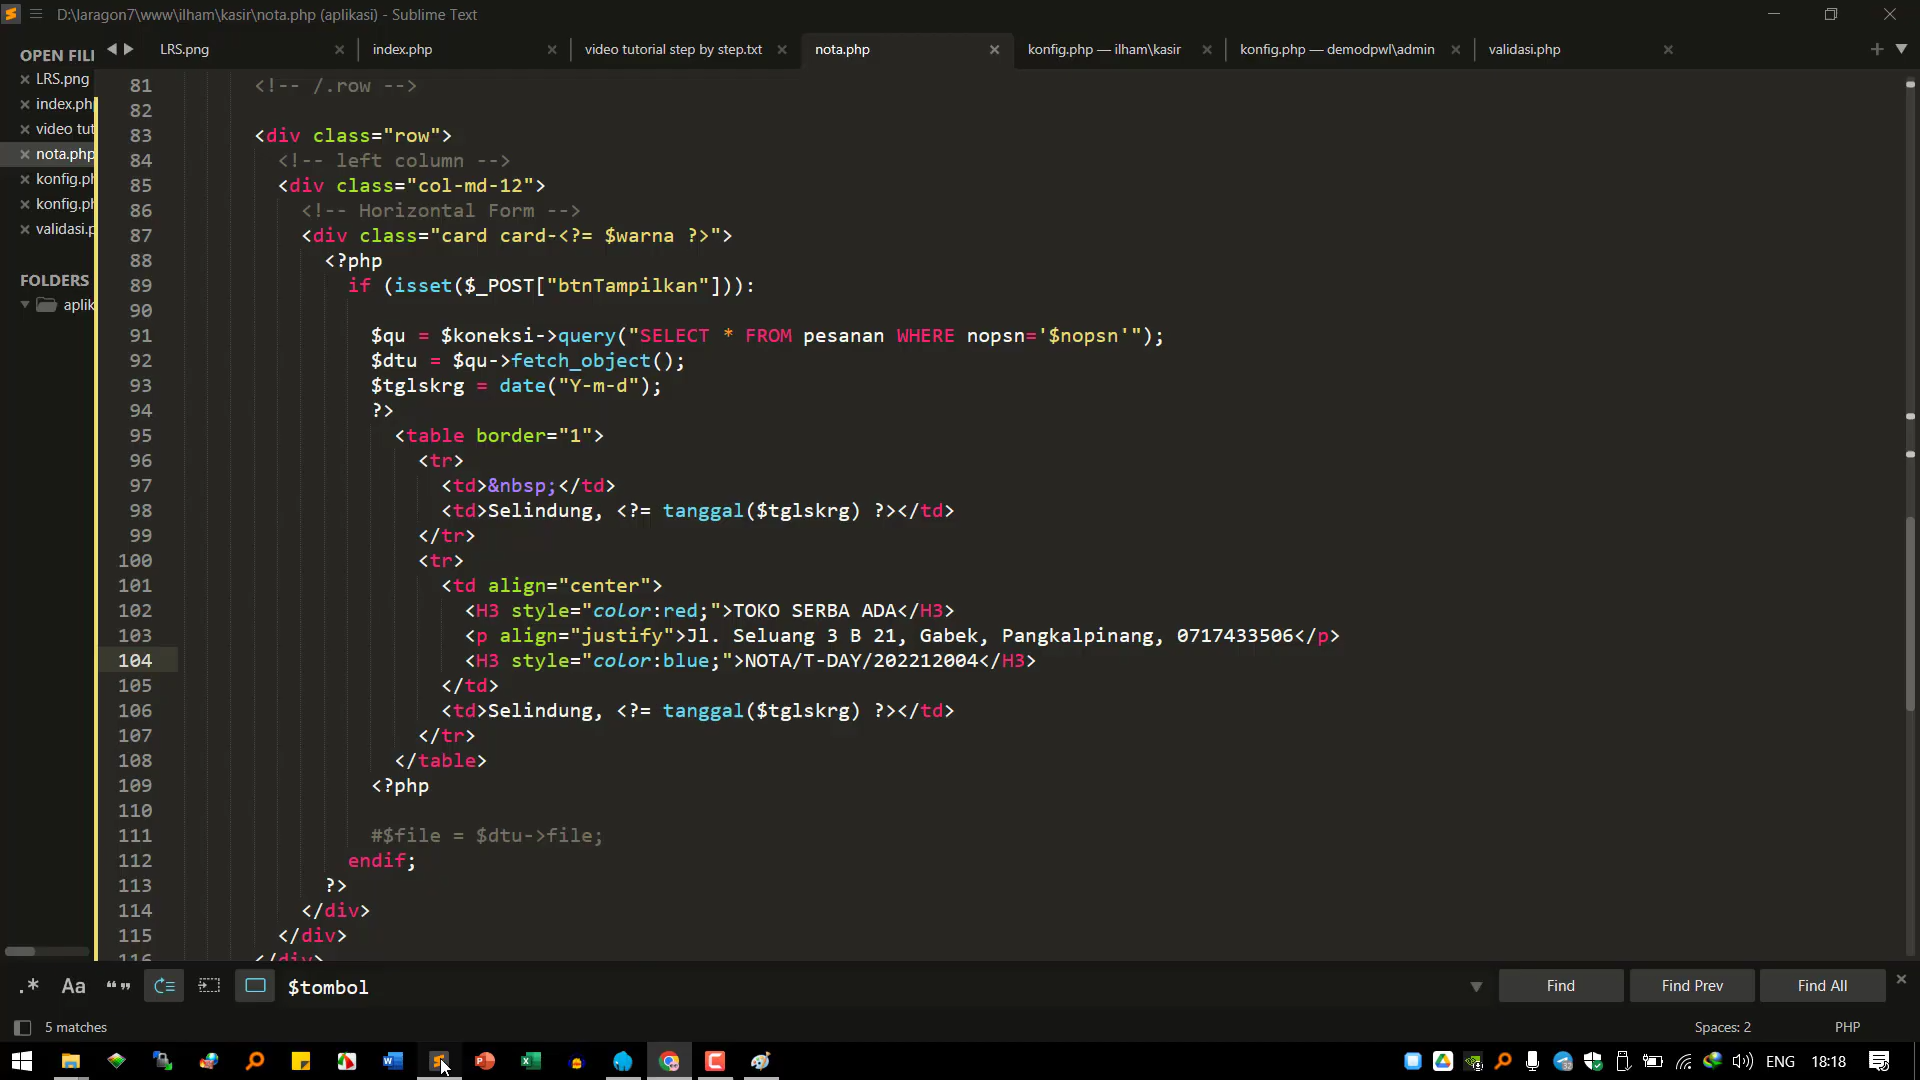 D:\laragon7\www\ilham\kasir\nota.php (aplikasi) - Sublime Text
OPEN FIL
LRS.png
index.php
video tutorial step by step.txt
nota.php
konfig.php — ilham\kasir
konfig.php — demodpwl\admin
validasi.php
LRS.png
index.ph
video tut
nota.php
konfig.ph
konfig.ph
validasi.p
FOLDERS
aplik
81 <!-- /.row -->
82
83 <div class="row">
84 <!-- left column -->
85 <div class="col-md-12">
86 <!-- Horizontal Form -->
87 <div class="card card-<?= $warna ?>">
88 <?php
89 if (isset($_POST["btnTampilkan"])):
90
91 $qu = $koneksi->query("SELECT * FROM pesanan WHERE nopsn='$nopsn'");
92 $dtu = $qu->fetch_object();
93 $tglskrg = date("Y-m-d");
94 ?>
95 <table border="1">
96 <tr>
97 <td>&nbsp;</td>
98 <td>Selindung, <?= tanggal($tglskrg) ?></td>
99 </tr>
100 <tr>
101 <td align="center">
102 <H3 style="color:red;">TOKO SERBA ADA</H3>
103 <p align="justify">Jl. Seluang 3 B 21, Gabek, Pangkalpinang, 0717433506</p>
104 <H3 style="color:blue;">NOTA/T-DAY/202212004</H3>
105 </td>
106 <td>Selindung, <?= tanggal($tglskrg) ?></td>
107 </tr>
108 </table>
109 <?php
110
111 #$file = $dtu->file;
112 endif;
113 ?>
114 </div>
115 </div>
116 </div>
.* Aa “” $tombol Find Find Prev Find All
5 matches Spaces: 2 PHP
ENG 18:18